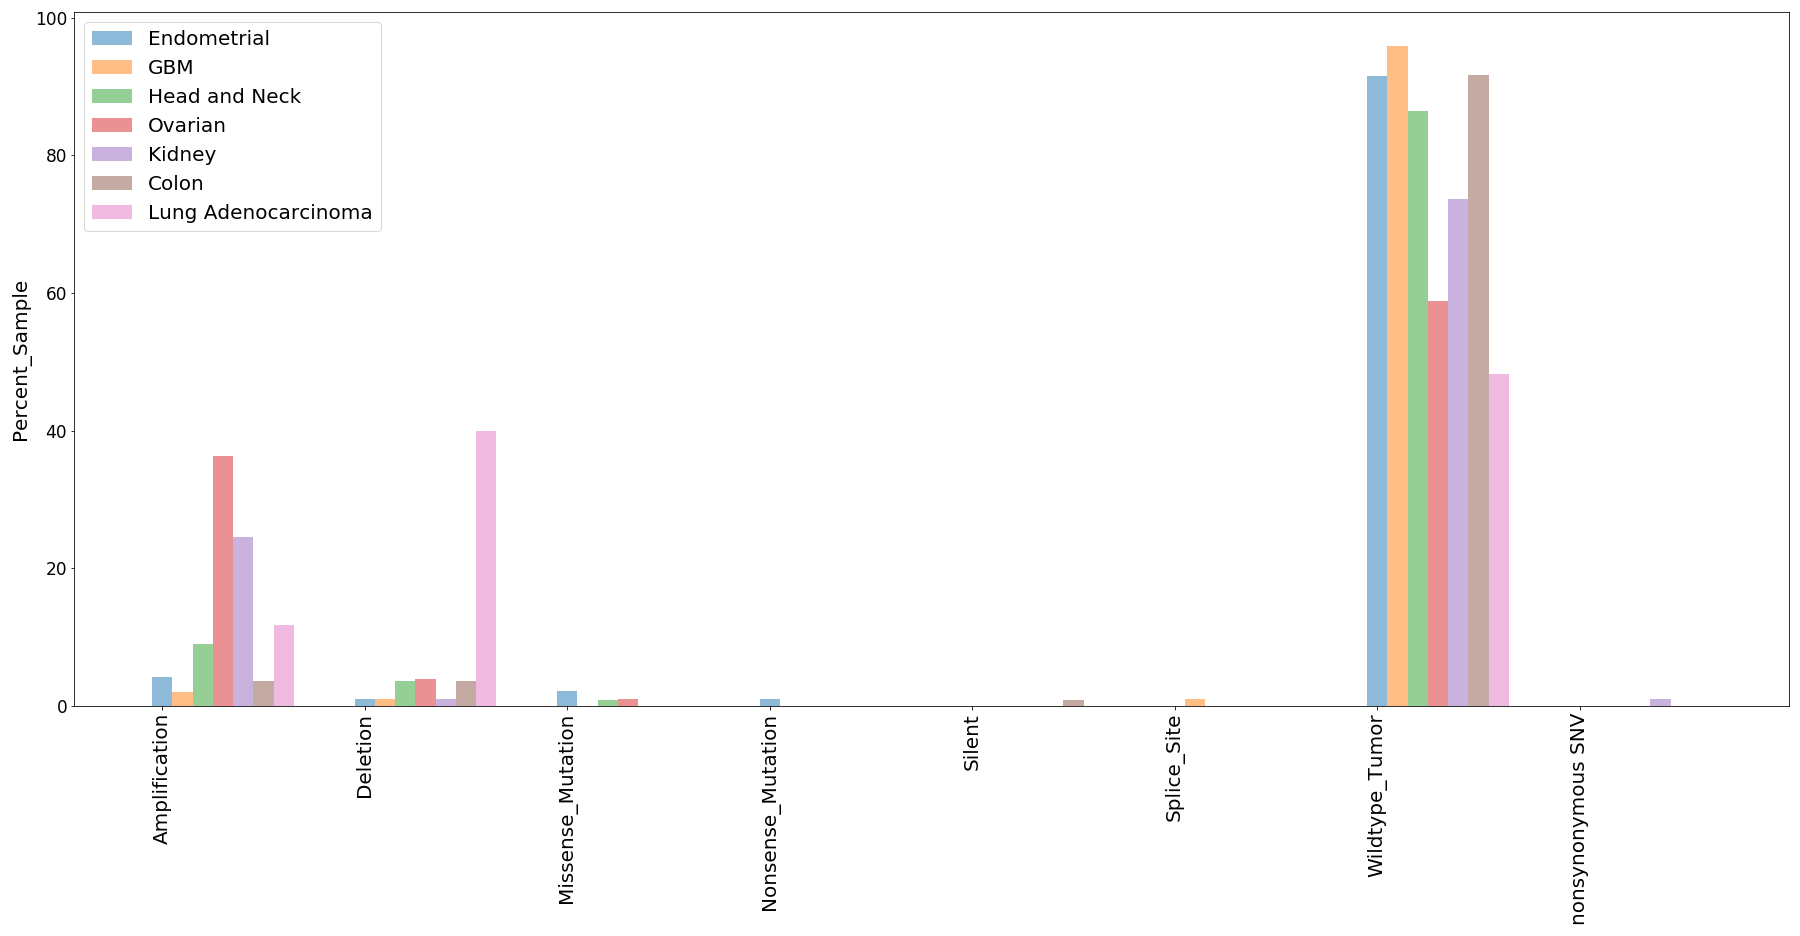 100
80
60
40
20
0
Percent_Sample
Endometrial
GBM
Head and Neck
Ovarian
Kidney
Colon
Lung Adenocarcinoma
Amplification
Deletion
Missense_Mutation
Nonsense_Mutation
Silent
Splice_Site
Wildtype_Tumor
nonsynonymous SNV